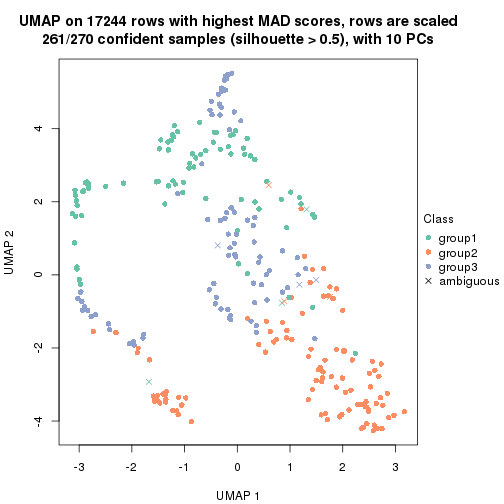 UMAP on 17244 rows with highest MAD scores, rows are scaled
261/270 confident samples (silhouette > 0.5), with 10 PCs
4
2
0
-2
-4
UMAP 2
-3
-2
-1
0
1
2
3
UMAP 1
Class
group1
group2
group3
ambiguous